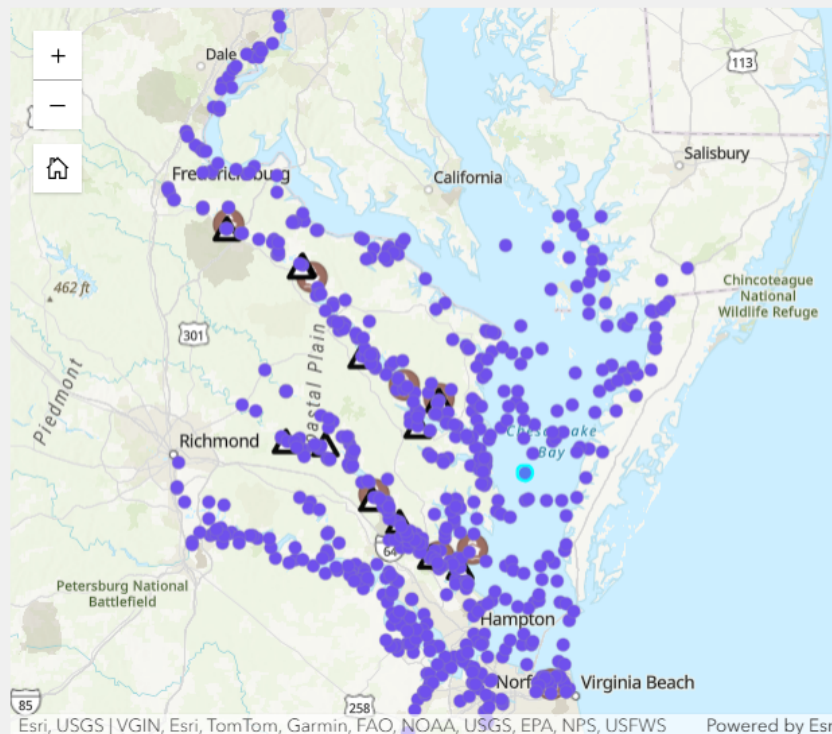 +
Dale
113
−
Salisbury
Fredericksburg
California
462 ft
Chincoteague
National
Wildlife Refuge
301
Coastal Plain
Piedmont
Chesapeake
Bay
Richmond
64
Petersburg National
Battlefield
Hampton
Norf
Virginia Beach
85
258
Esri, USGS | VGIN, Esri, TomTom, Garmin, FAO, NOAA, USGS, EPA, NPS, USFWS
Powered by Esri